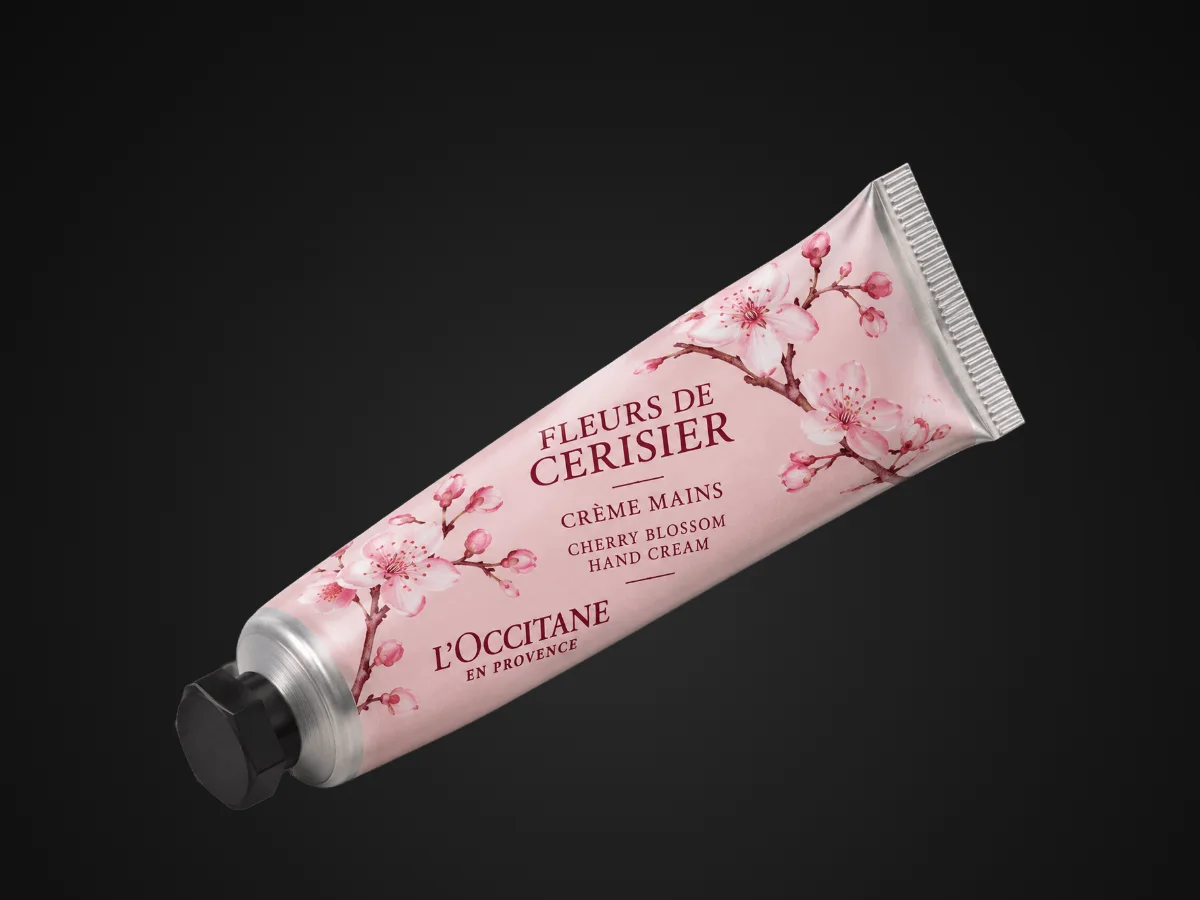 FLEURS DE
CERISIER
CRÈME MAINS
CHERRY BLOSSOM
HAND CREAM
L'OCCITANE
EN PROVENCE